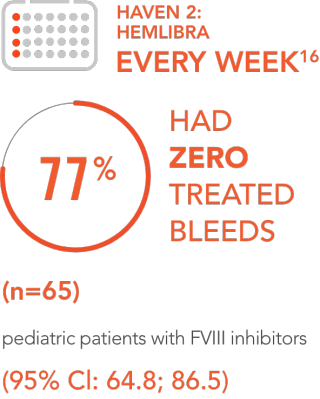 HAVEN 2:
HEMLIBRA
EVERY WEEK16
77%
HAD
ZERO
TREATED
BLEEDS
(n=65)
pediatric patients with FVIII inhibitors
(95% Cl: 64.8; 86.5)